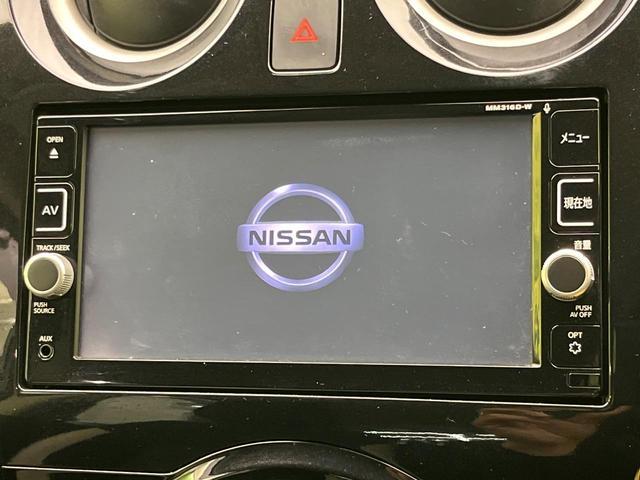 MM316D-W
OPEN
メニュー
AV
現在地
NISSAN
TRACK/SEEK
音量
PUSH
SOURCE
PUSH
AV OFF
AUX
OPT